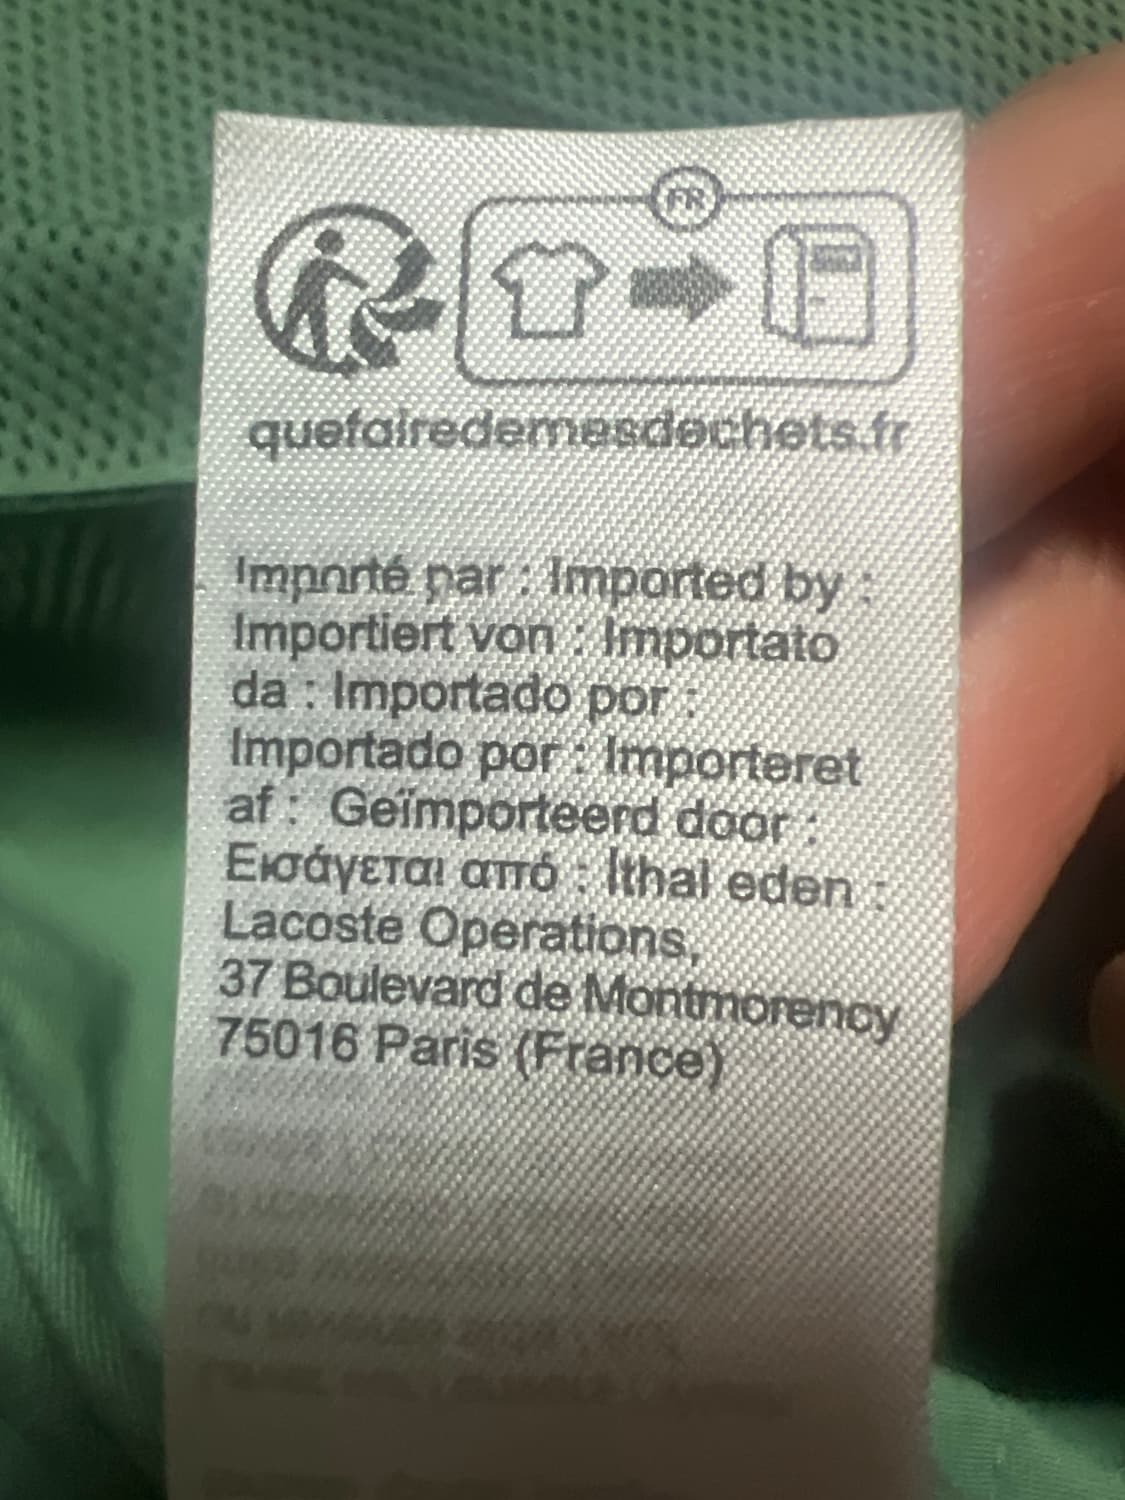 FR
quefairedemesdechets.fr
Importé par : Imported by :
Importiert von : Importato
da : Importado por :
Importado por : Importeret
af : Geïmporteerd door :
Εισάγεται από : İthal eden :
Lacoste Operations,
37 Boulevard de Montmorency
75016 Paris (France)